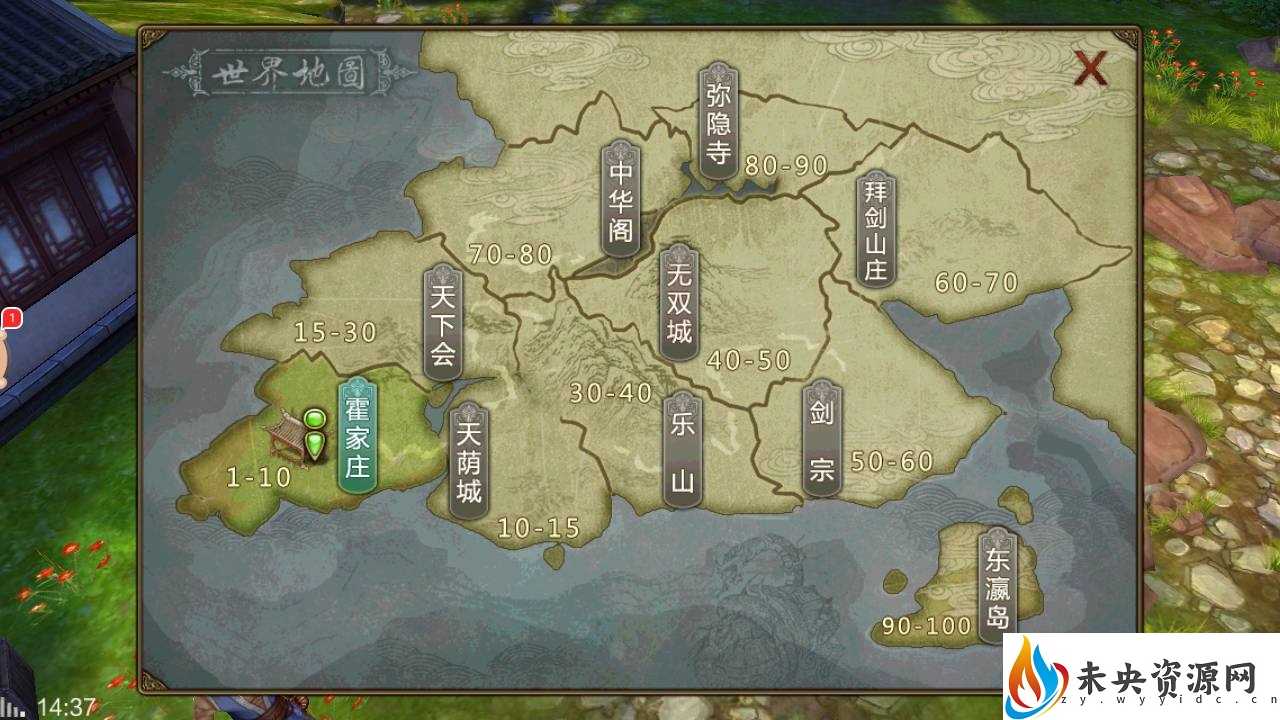 世界地圖
X
弥隐寺
80-90
中华阁
拜剑山庄
70-80
60-70
无双城
天下会
15-30
40-50
30-40
霍家庄
乐山
剑宗
天荫城
50-60
1-10
10-15
东瀛岛
90-100
1
14:37
未央资源网
zy.wyyidc.cn